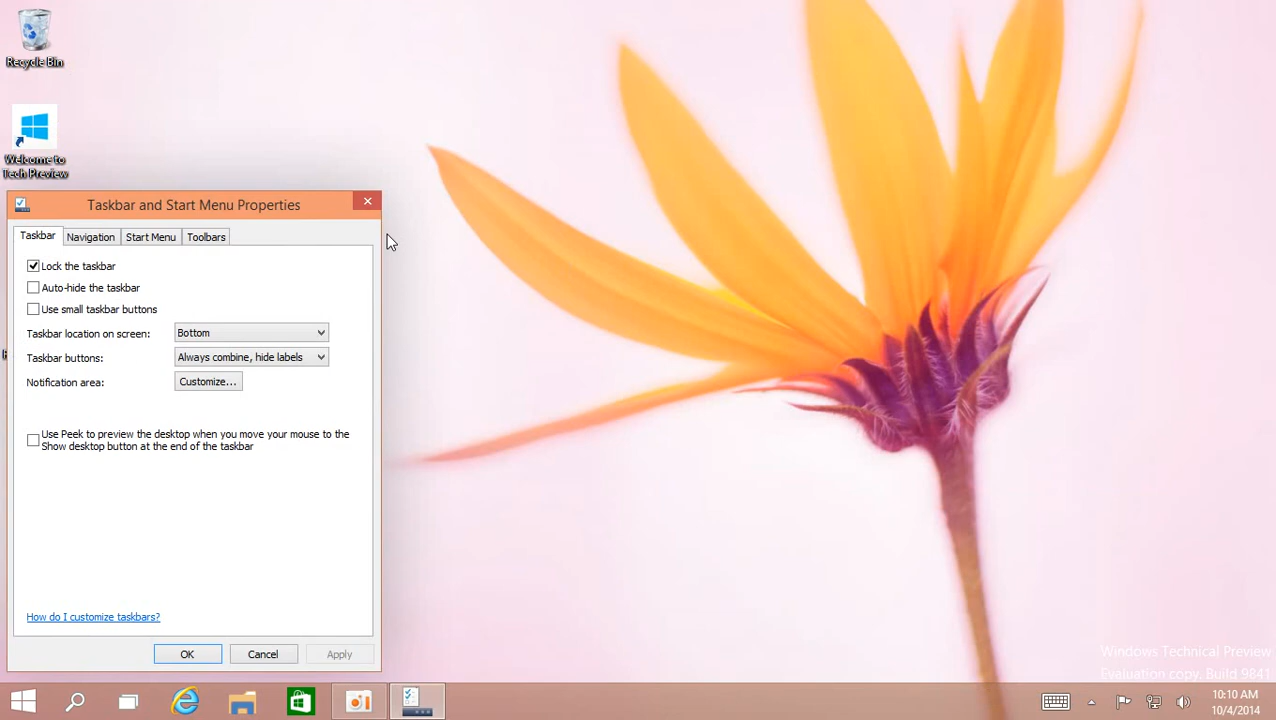 Recycle Bin
Welcome to
Tech Preview
Taskbar and Start Menu Properties
Taskbar
Navigation
Start Menu
Toolbars
Lock the taskbar
Auto-hide the taskbar
Use small taskbar buttons
Taskbar location on screen:
Bottom
Taskbar buttons:
Always combine, hide labels
Notification area:
Customize...
Use Peek to preview the desktop when you move your mouse to the
Show desktop button at the end of the taskbar
How do I customize taskbars?
OK
Cancel
Apply
Windows Technical Preview
Evaluation copy. Build 9841
10:10 AM
10/4/2014